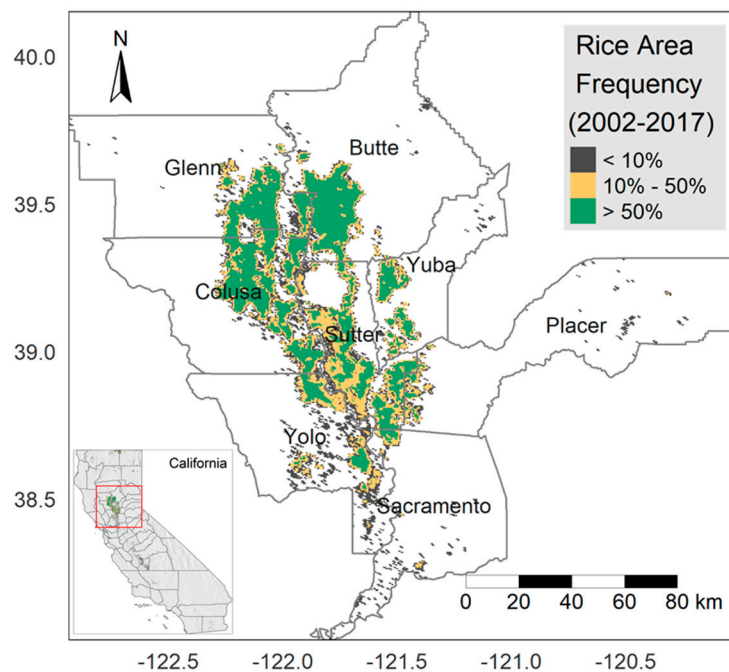 N
Rice Area
Frequency
(2002-2017)
< 10%
10% - 50%
> 50%
40.0
39.5
39.0
38.5
Glenn
Butte
Colusa
Yuba
Sutter
Placer
Yolo
Sacramento
California
0 20 40 60 80 km
-122.5 -122.0 -121.5 -121.0 -120.5